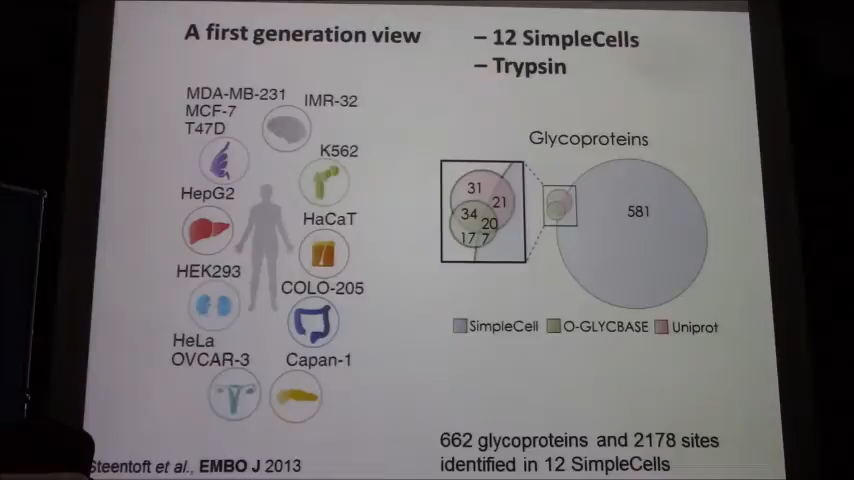 A first generation view
– 12 SimpleCells
– Trypsin
MDA-MB-231
MCF-7
T47D
IMR-32
K562
HepG2
HaCaT
HEK293
COLO-205
HeLa
OVCAR-3
Capan-1
Glycoproteins
31
21
34
20
17
7
581
SimpleCell
O-GLYCBASE
Uniprot
662 glycoproteins and 2178 sites
identified in 12 SimpleCells
Steentoft et al., EMBO J 2013